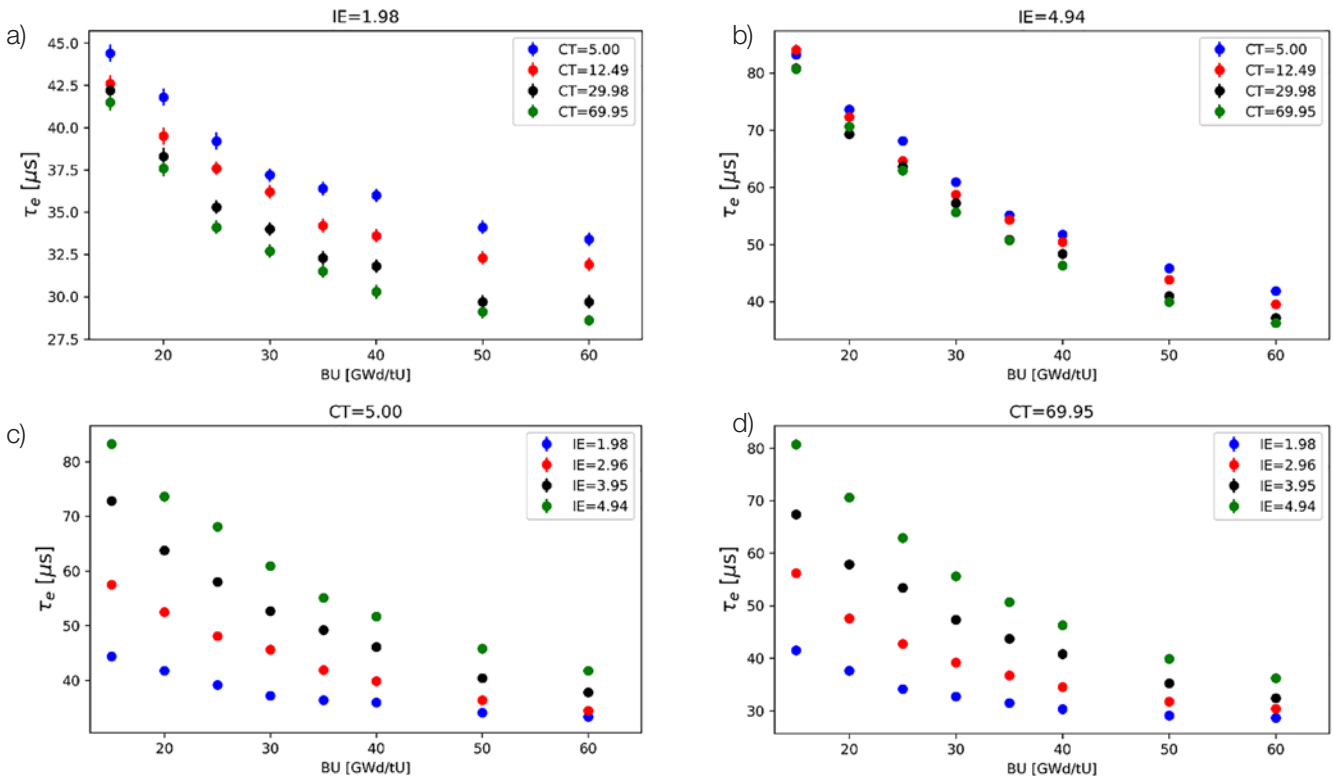 a)
IE=1.98
τe [μs]
45.0
42.5
40.0
37.5
35.0
32.5
30.0
27.5
CT=5.00
CT=12.49
CT=29.98
CT=69.95
20 30 40 50 60
BU [GWd/tU]
b)
IE=4.94
τe [μs]
80
70
60
50
40
CT=5.00
CT=12.49
CT=29.98
CT=69.95
20 30 40 50 60
BU [GWd/tU]
c)
CT=5.00
τe [μs]
80
70
60
50
40
IE=1.98
IE=2.96
IE=3.95
IE=4.94
20 30 40 50 60
BU [GWd/tU]
d)
CT=69.95
τe [μs]
80
70
60
50
40
30
IE=1.98
IE=2.96
IE=3.95
IE=4.94
20 30 40 50 60
BU [GWd/tU]